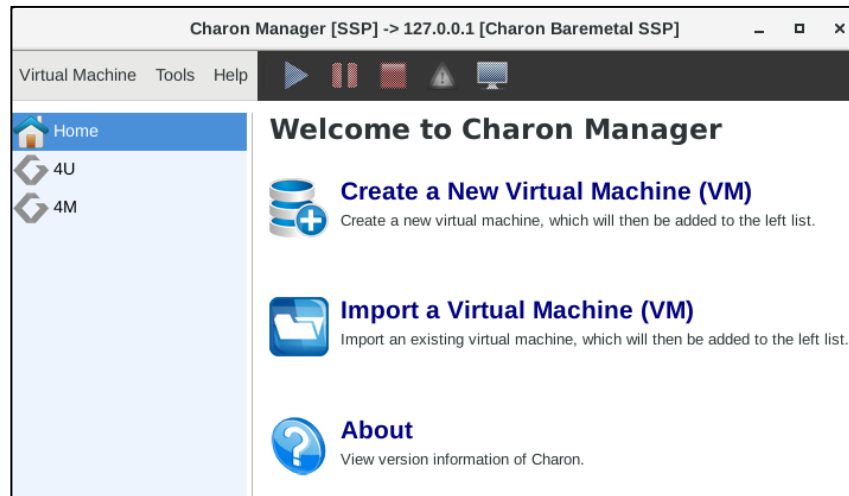 Charon Manager [SSP] -> 127.0.0.1 [Charon Baremetal SSP]
Virtual Machine Tools Help
Home
4U
4M
Welcome to Charon Manager
Create a New Virtual Machine (VM)
Create a new virtual machine, which will then be added to the left list.
Import a Virtual Machine (VM)
Import an existing virtual machine, which will then be added to the left list.
About
View version information of Charon.